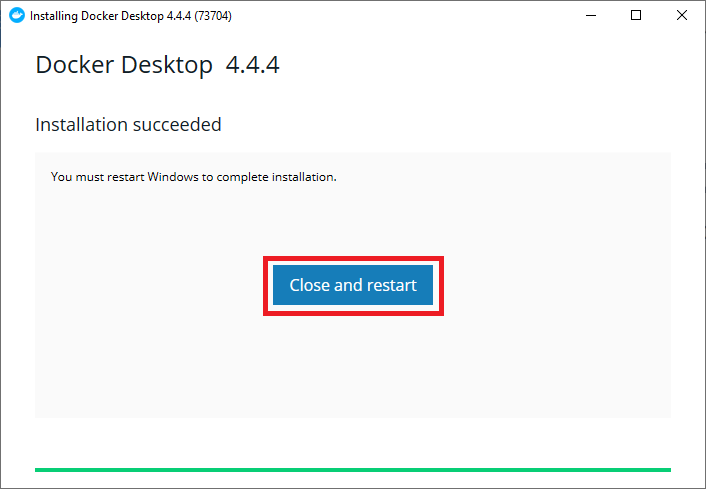 Installing Docker Desktop 4.4.4 (73704)
Docker Desktop 4.4.4
Installation succeeded
You must restart Windows to complete installation.
Close and restart